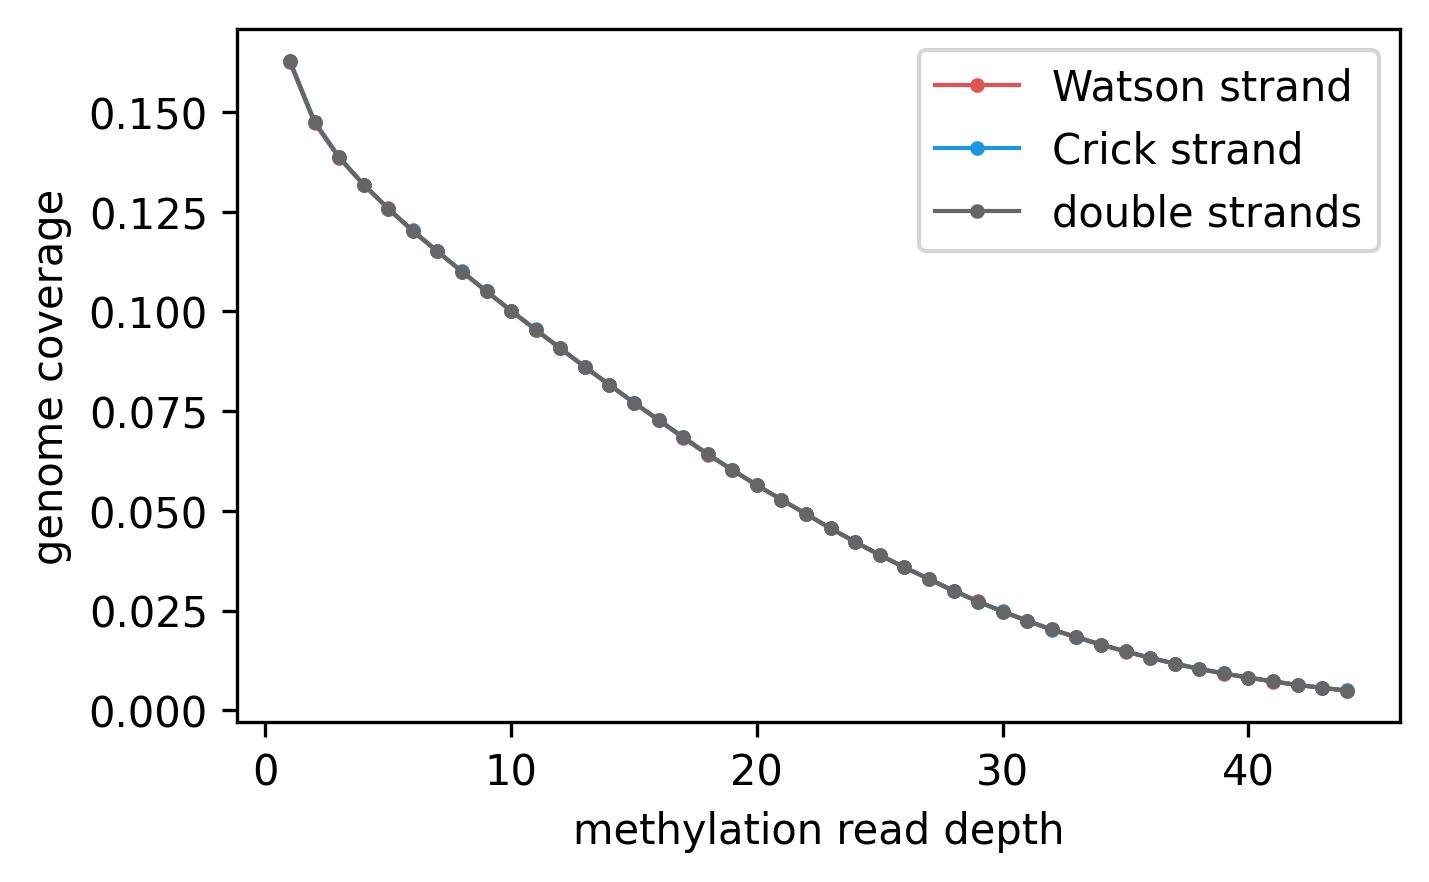 Watson strand
Crick strand
double strands
genome coverage
0.150
0.125
0.100
0.075
0.050
0.025
0.000
0 10 20 30 40
methylation read depth